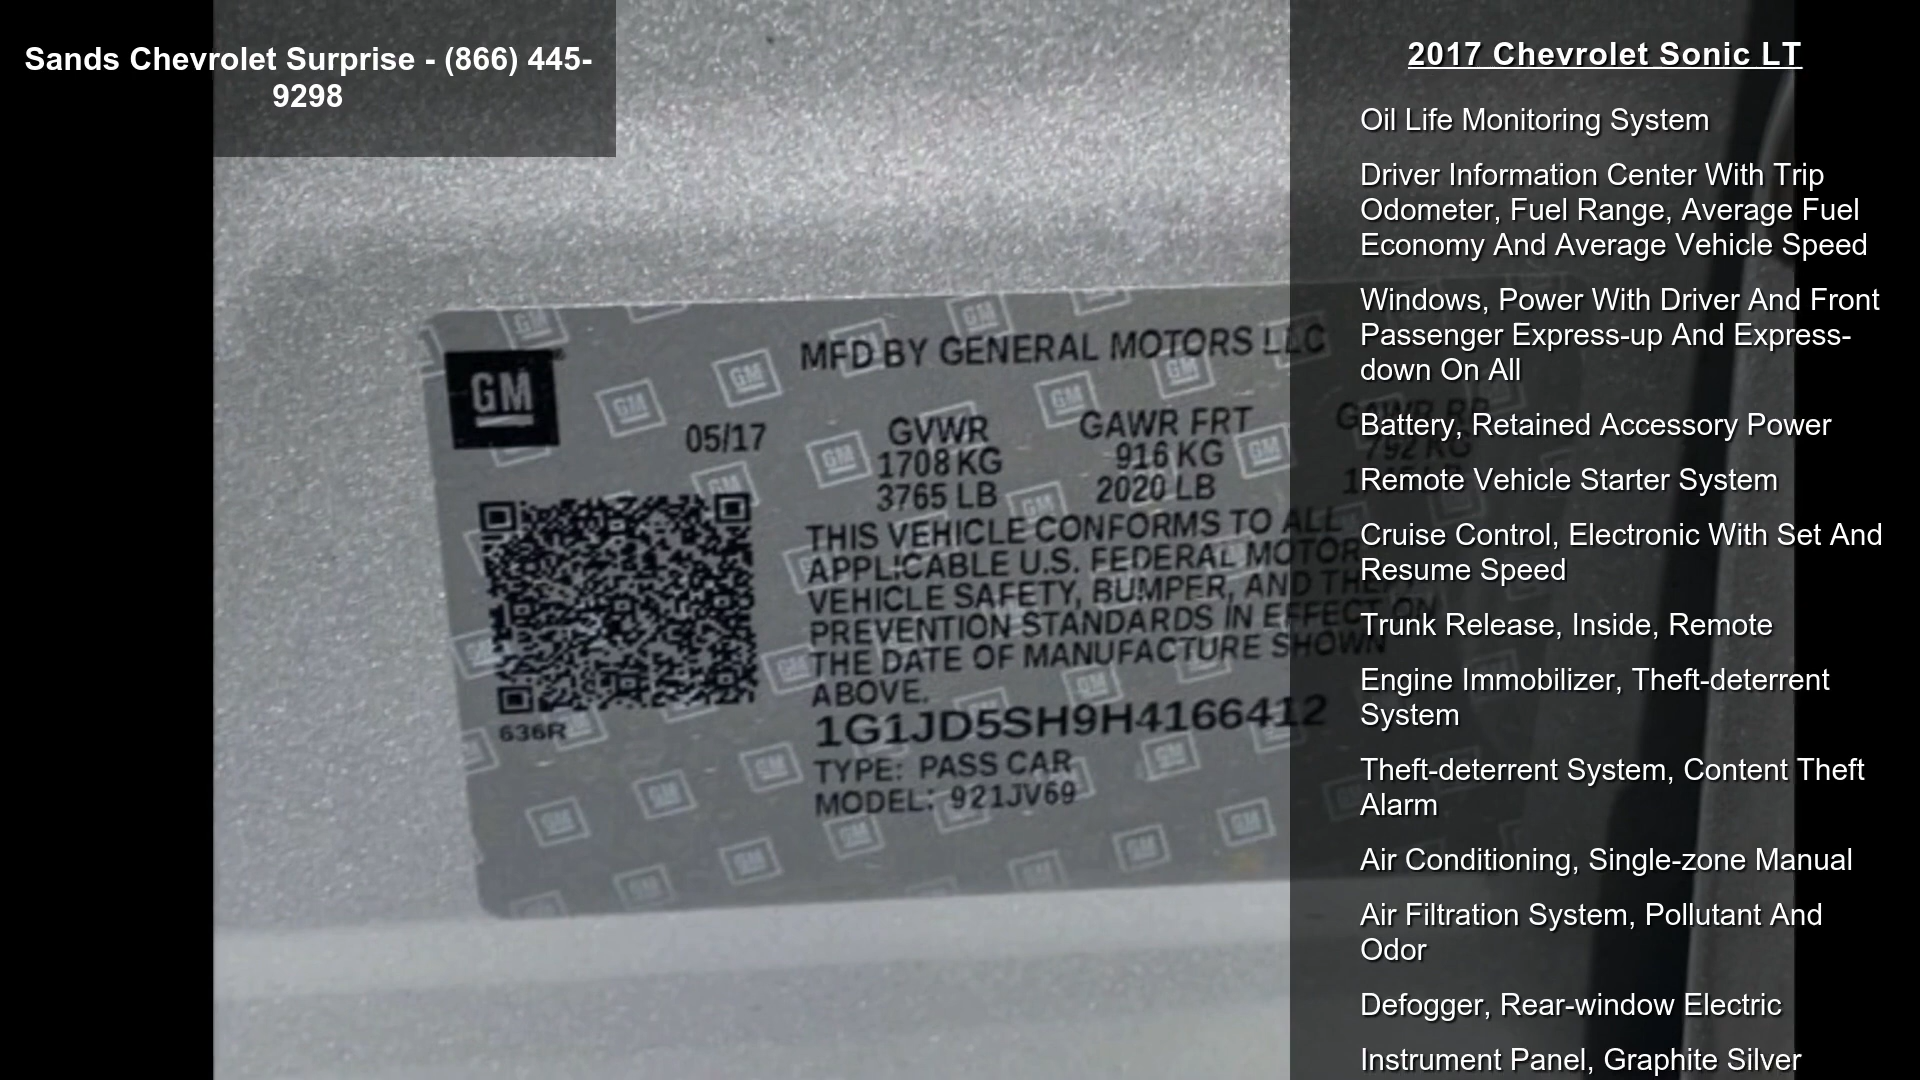 Sands Chevrolet Surprise - (866) 445-
9298
2017 Chevrolet Sonic LT
Oil Life Monitoring System
Driver Information Center With Trip
Odometer, Fuel Range, Average Fuel
Economy And Average Vehicle Speed
Windows, Power With Driver And Front
Passenger Express-up And Express-
down On All
Battery, Retained Accessory Power
Remote Vehicle Starter System
Cruise Control, Electronic With Set And
Resume Speed
Trunk Release, Inside, Remote
Engine Immobilizer, Theft-deterrent
System
Theft-deterrent System, Content Theft
Alarm
Air Conditioning, Single-zone Manual
Air Filtration System, Pollutant And
Odor
Defogger, Rear-window Electric
Instrument Panel, Graphite Silver
GM
MFD BY GENERAL MOTORS LLC
05/17
GVWR GAWR FRT GAWR RR
1708 KG 916 KG 792 KG
3765 LB 2020 LB
THIS VEHICLE CONFORMS TO ALL
APPLICABLE U.S. FEDERAL MOTOR
VEHICLE SAFETY, BUMPER, AND THEFT
PREVENTION STANDARDS IN EFFECT ON
THE DATE OF MANUFACTURE SHOWN
ABOVE.
1G1JD5SH9H4166412
636R
TYPE: PASS CAR
MODEL: 921JV69